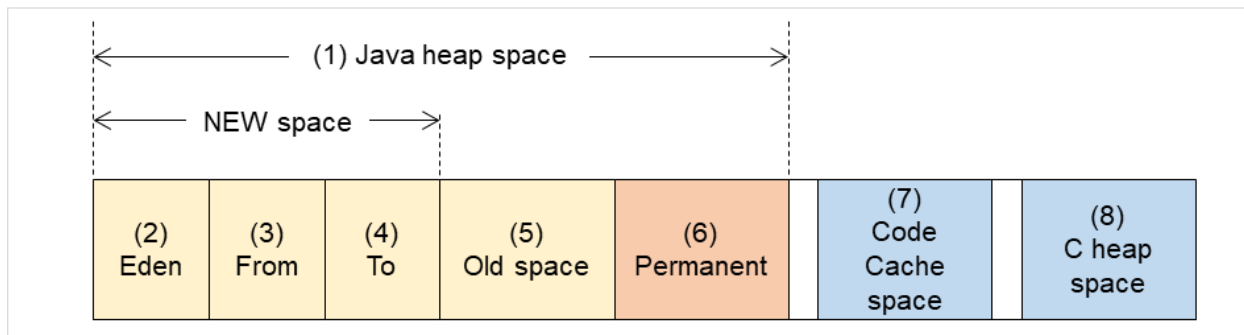 (1) Java heap space
NEW space
(2)
Eden
(3)
From
(4)
To
(5)
Old space
(6)
Permanent
(7)
Code
Cache
space
(8)
C heap
space